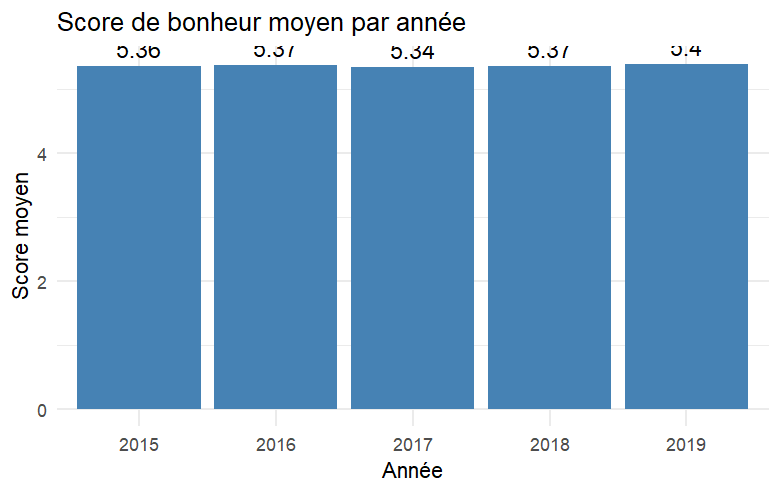 Score de bonheur moyen par année
5.36 5.37 5.34 5.37 5.4
4
2
0
Score moyen
2015 2016 2017 2018 2019
Année